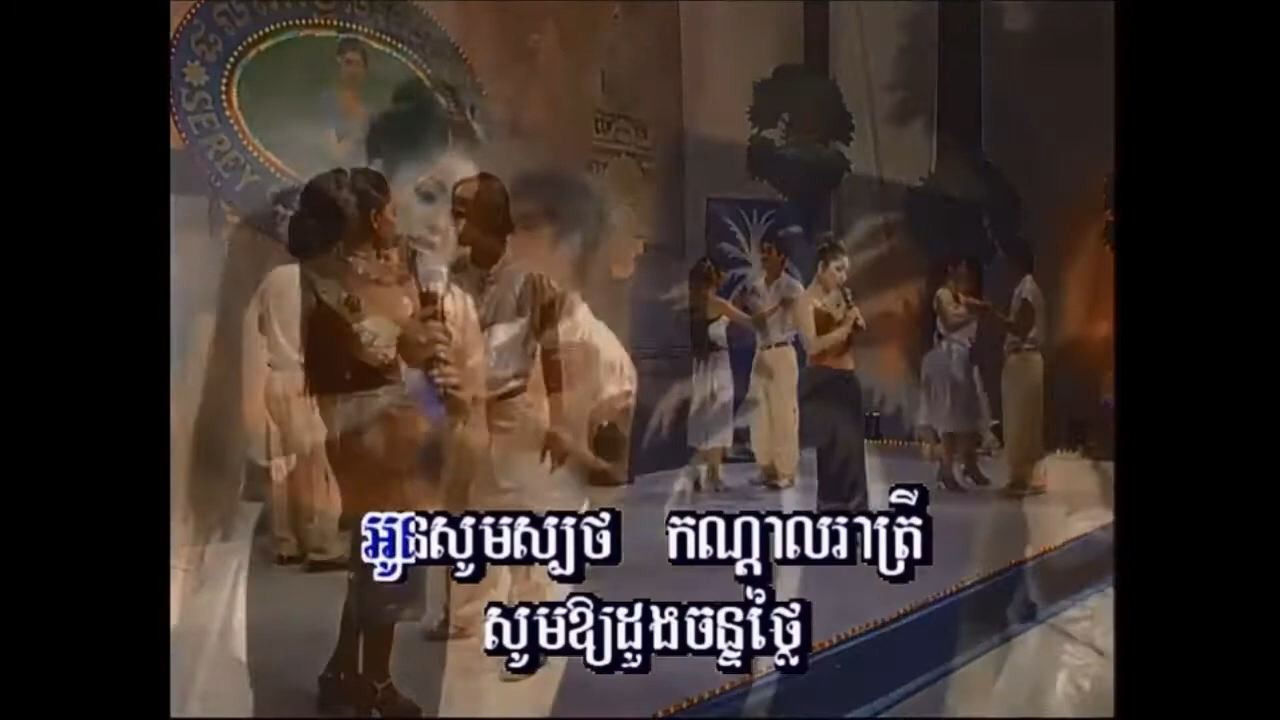 SEREY
អូនសូមស្បថ កណ្ដាលរាត្រី
សូមឱ្យដួងចន្ទថ្លៃ